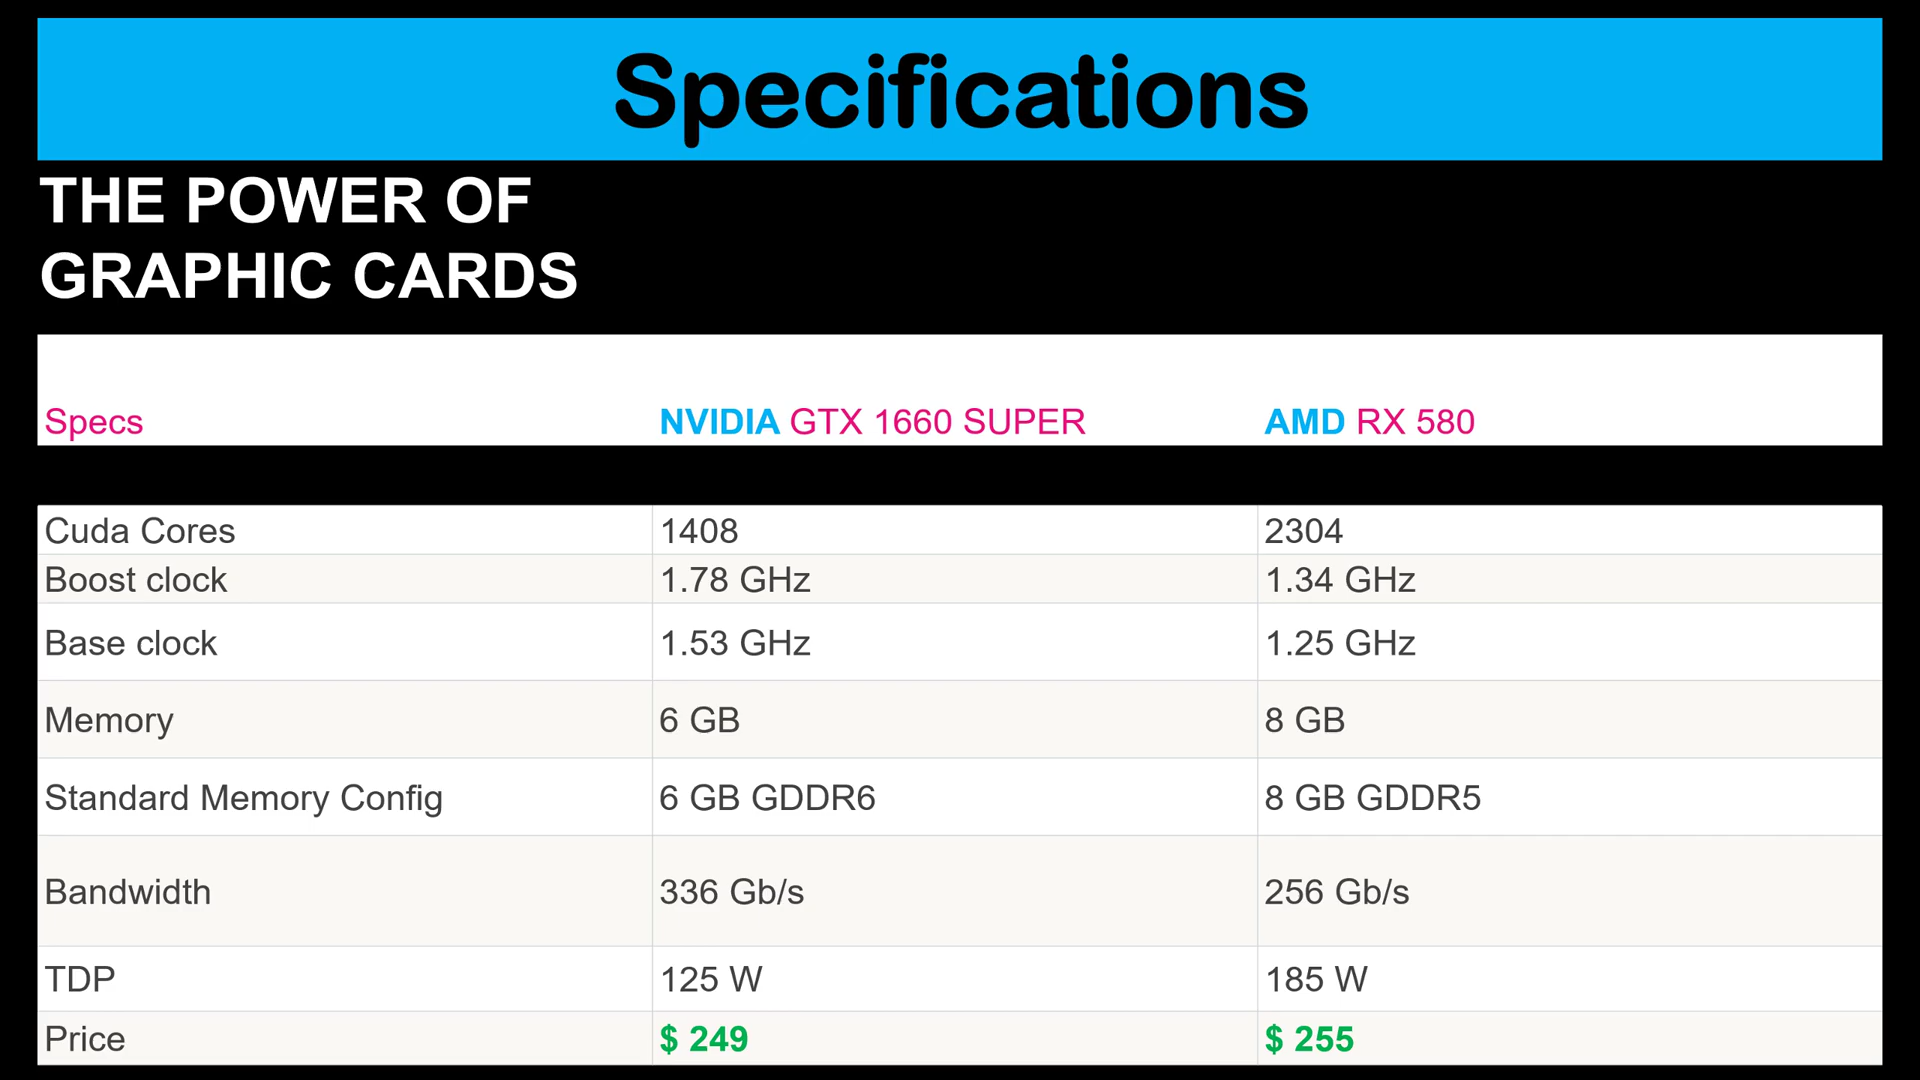 Specifications
THE POWER OF
GRAPHIC CARDS
Specs NVIDIA GTX 1660 SUPER AMD RX 580
Cuda Cores 1408 2304
Boost clock 1.78 GHz 1.34 GHz
Base clock 1.53 GHz 1.25 GHz
Memory 6 GB 8 GB
Standard Memory Config 6 GB GDDR6 8 GB GDDR5
Bandwidth 336 Gb/s 256 Gb/s
TDP 125 W 185 W
Price $ 249 $ 255